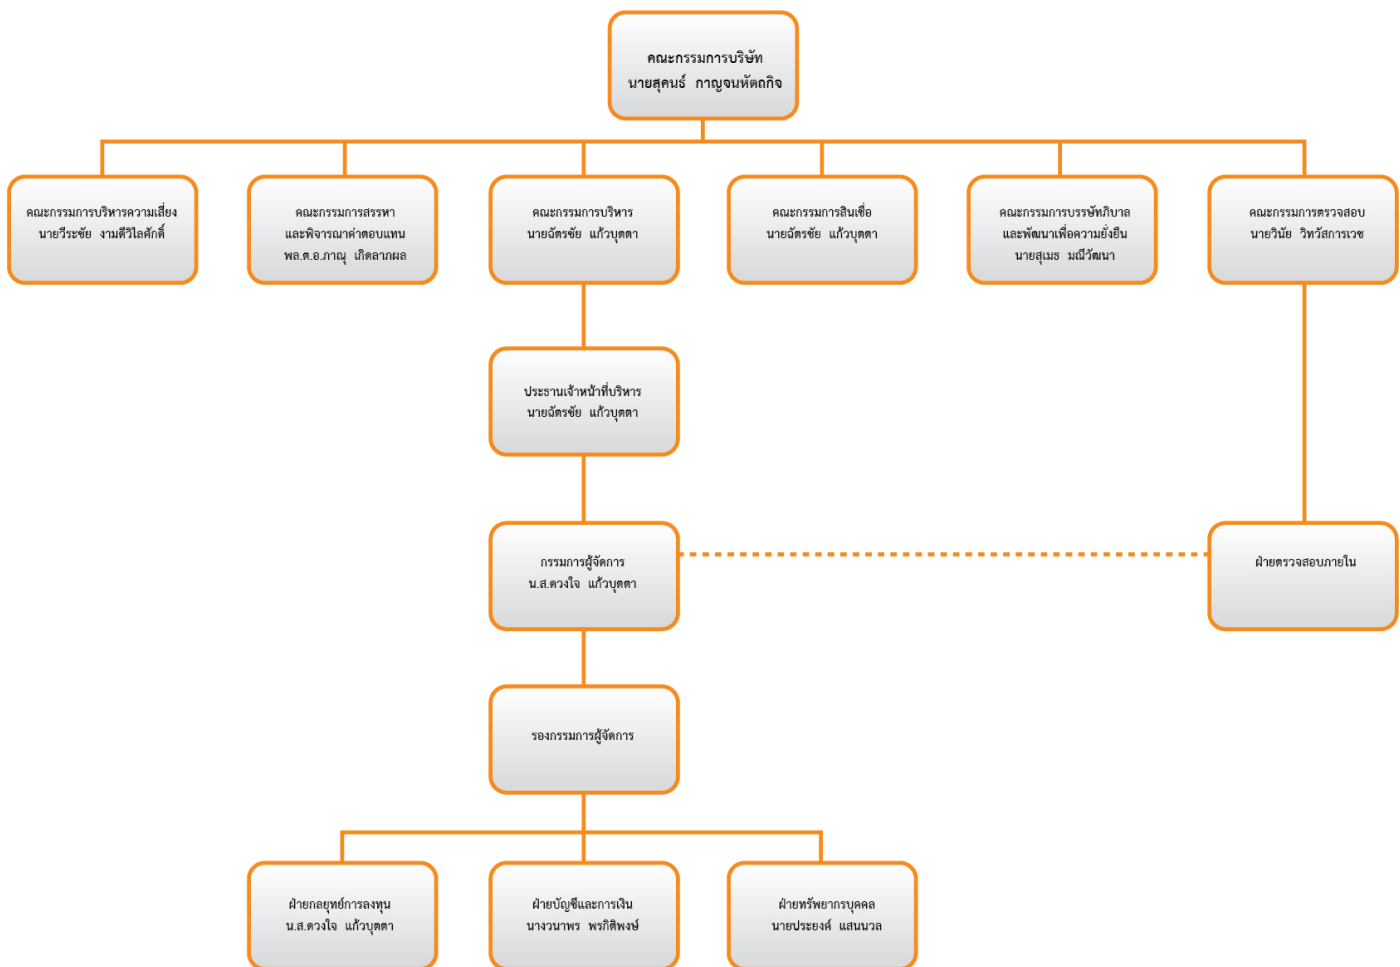 คณะกรรมการบริษัท
นายสุคนธ์ กาญจนหัตถกิจ
คณะกรรมการบริหารความเสี่ยง
นายวีระชัย งามดีวิไลศักดิ์
คณะกรรมการสรรหา
และพิจารณาค่าตอบแทน
พล.ต.อ.ภาณุ เกิดลาภผล
คณะกรรมการบริหาร
นายฉัตรชัย แก้วบุตตา
คณะกรรมการสินเชื่อ
นายฉัตรชัย แก้วบุตตา
คณะกรรมการบรรษัทภิบาล
และพัฒนาเพื่อความยั่งยืน
นายสุเมธ มณีวัฒนา
คณะกรรมการตรวจสอบ
นายวินัย วิทวัสการเวช
ประธานเจ้าหน้าที่บริหาร
นายฉัตรชัย แก้วบุตตา
กรรมการผู้จัดการ
น.ส.ดวงใจ แก้วบุตตา
ฝ่ายตรวจสอบภายใน
รองกรรมการผู้จัดการ
ฝ่ายกลยุทย์การลงทุน
น.ส.ดวงใจ แก้วบุตตา
ฝ่ายบัญชีและการเงิน
นางวนาพร พรกิติพงษ์
ฝ่ายทรัพยากรบุคคล
นายประยงค์ แสนนวล